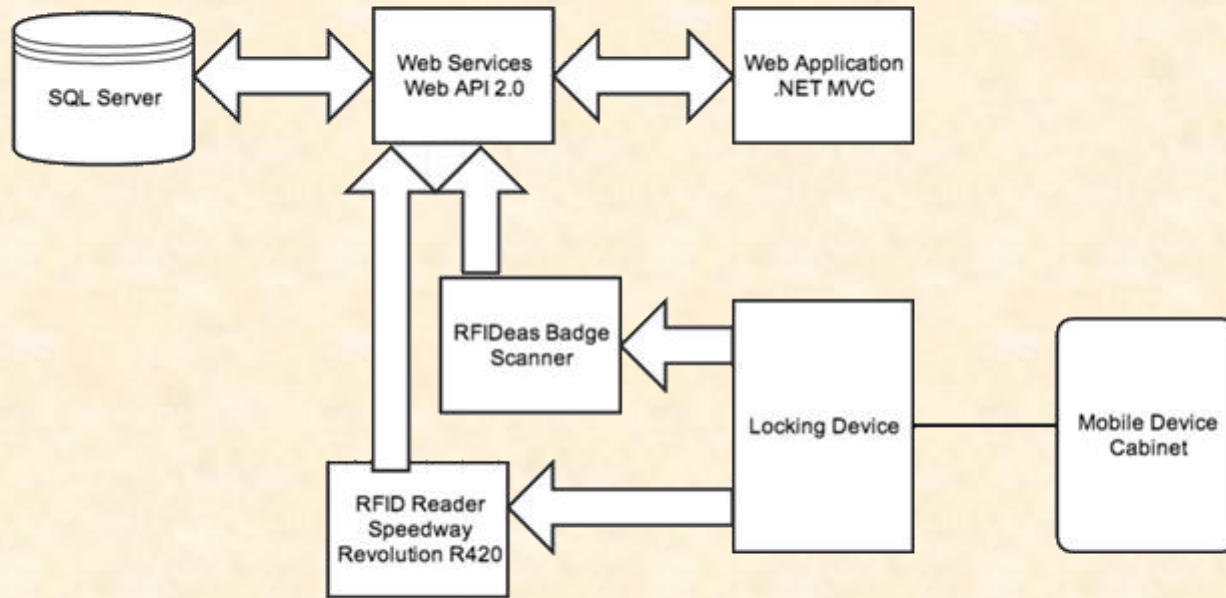 SQL Server
Web Services
Web API 2.0
Web Application
.NET MVC
RFIDeas Badge
Scanner
Locking Device
Mobile Device
Cabinet
RFID Reader
Speedway
Revolution R420